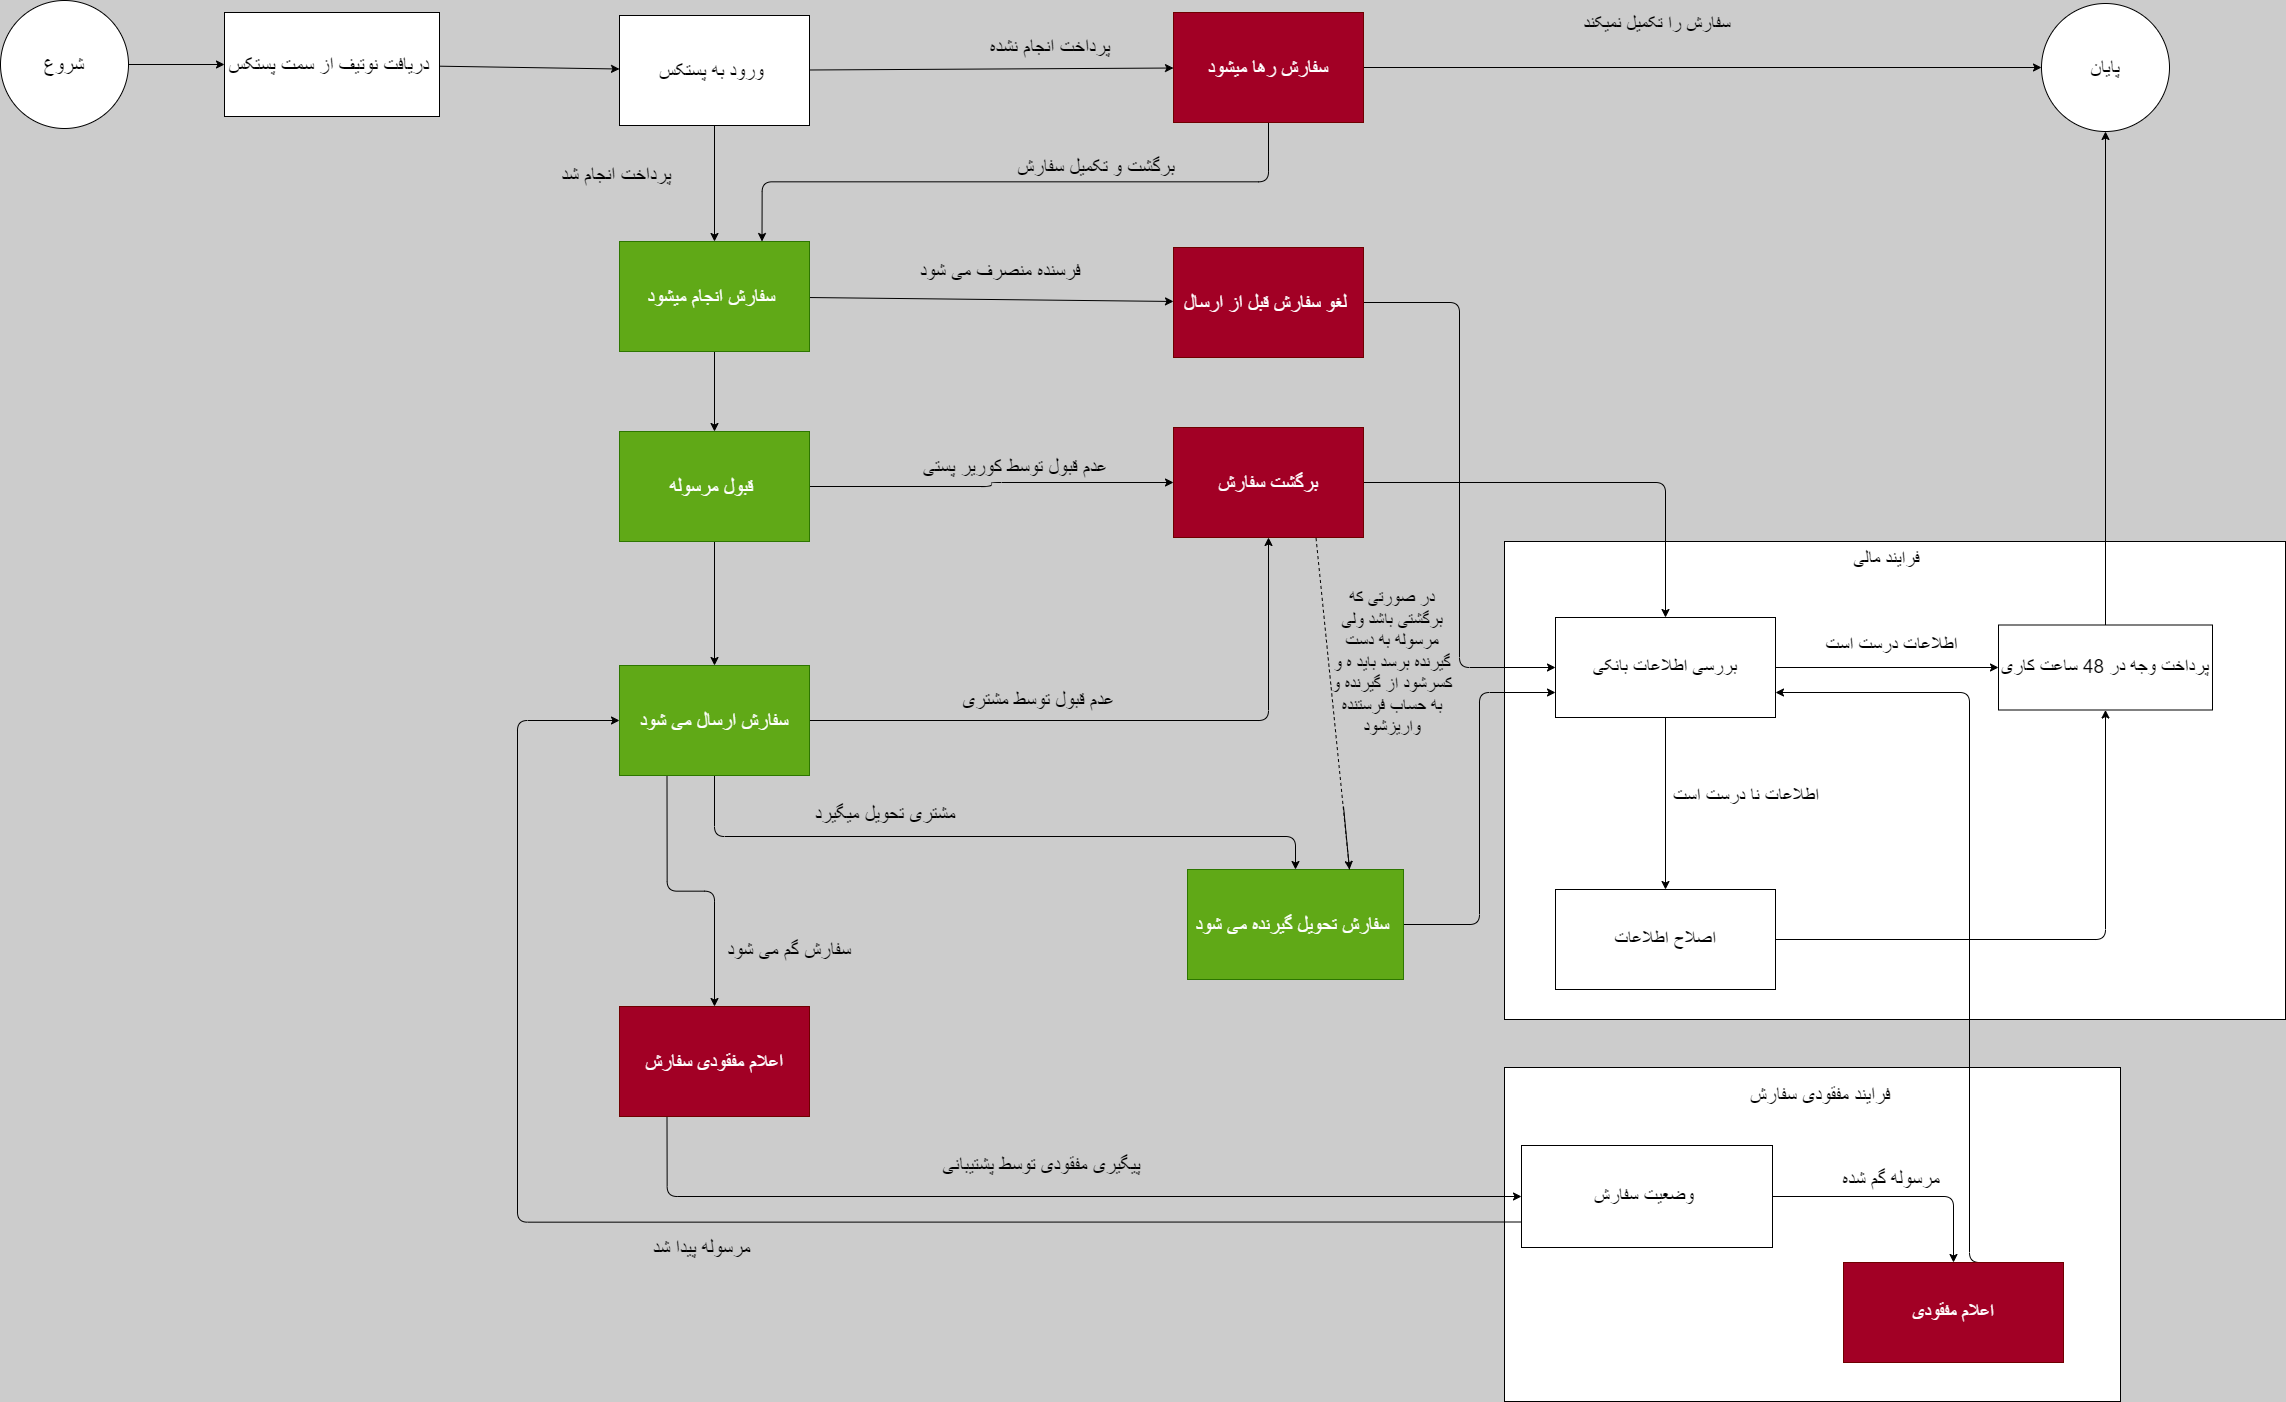 شروع
دریافت نوتیف از سمت پستکس
ورود به پستکس
پرداخت انجام نشده
سفارش رها میشود
سفارش را تکمیل نمیکند
پایان
پرداخت انجام شد
برگشت و تکمیل سفارش
سفارش انجام میشود
فرسنده منصرف می شود
لغو سفارش قبل از ارسال
قبول مرسوله
عدم قبول توسط کوریر پستی
برگشت سفارش
در صورتی که
برگشتی باشد ولی
مرسوله به دست
گیرنده برسد باید ه و
کسرشود از گیرنده و
به حساب فرستنده
واریزشود
سفارش ارسال می شود
عدم قبول توسط مشتری
مشتری تحویل میگیرد
سفارش تحویل گیرنده می شود
سفارش گم می شود
اعلام مفقودی سفارش
پیگیری مفقودی توسط پشتیبانی
مرسوله پیدا شد
فرایند مالی
بررسی اطلاعات بانکی
اطلاعات درست است
پرداخت وجه در 48 ساعت کاری
اطلاعات نا درست است
اصلاح اطلاعات
فرایند مفقودی سفارش
وضعیت سفارش
مرسوله گم شده
اعلام مفقودی